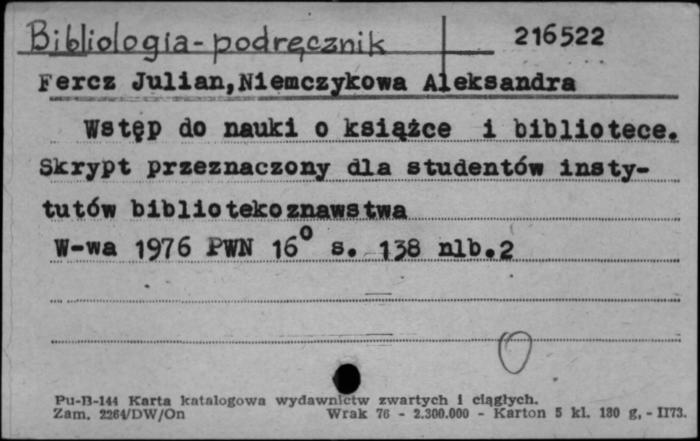 Bibliologia - podręcznik 216522
Fercz Julian,Niemczykowa Aleksandra
Wstęp do nauki o książce i bibliotece.
Skrypt przeznaczony dla studentów insty-
tutów bibliotekoznawstwa
W-wa 1976 PWN 16° s. 138 nlb.2
Pu-B-144 Karta katalogowa wydawnictw zwartych i ciągłych.
Zam. 2264/DW/On Wrak 76 - 2.300.000 - Karton 5 kl. 180 g. - II73.